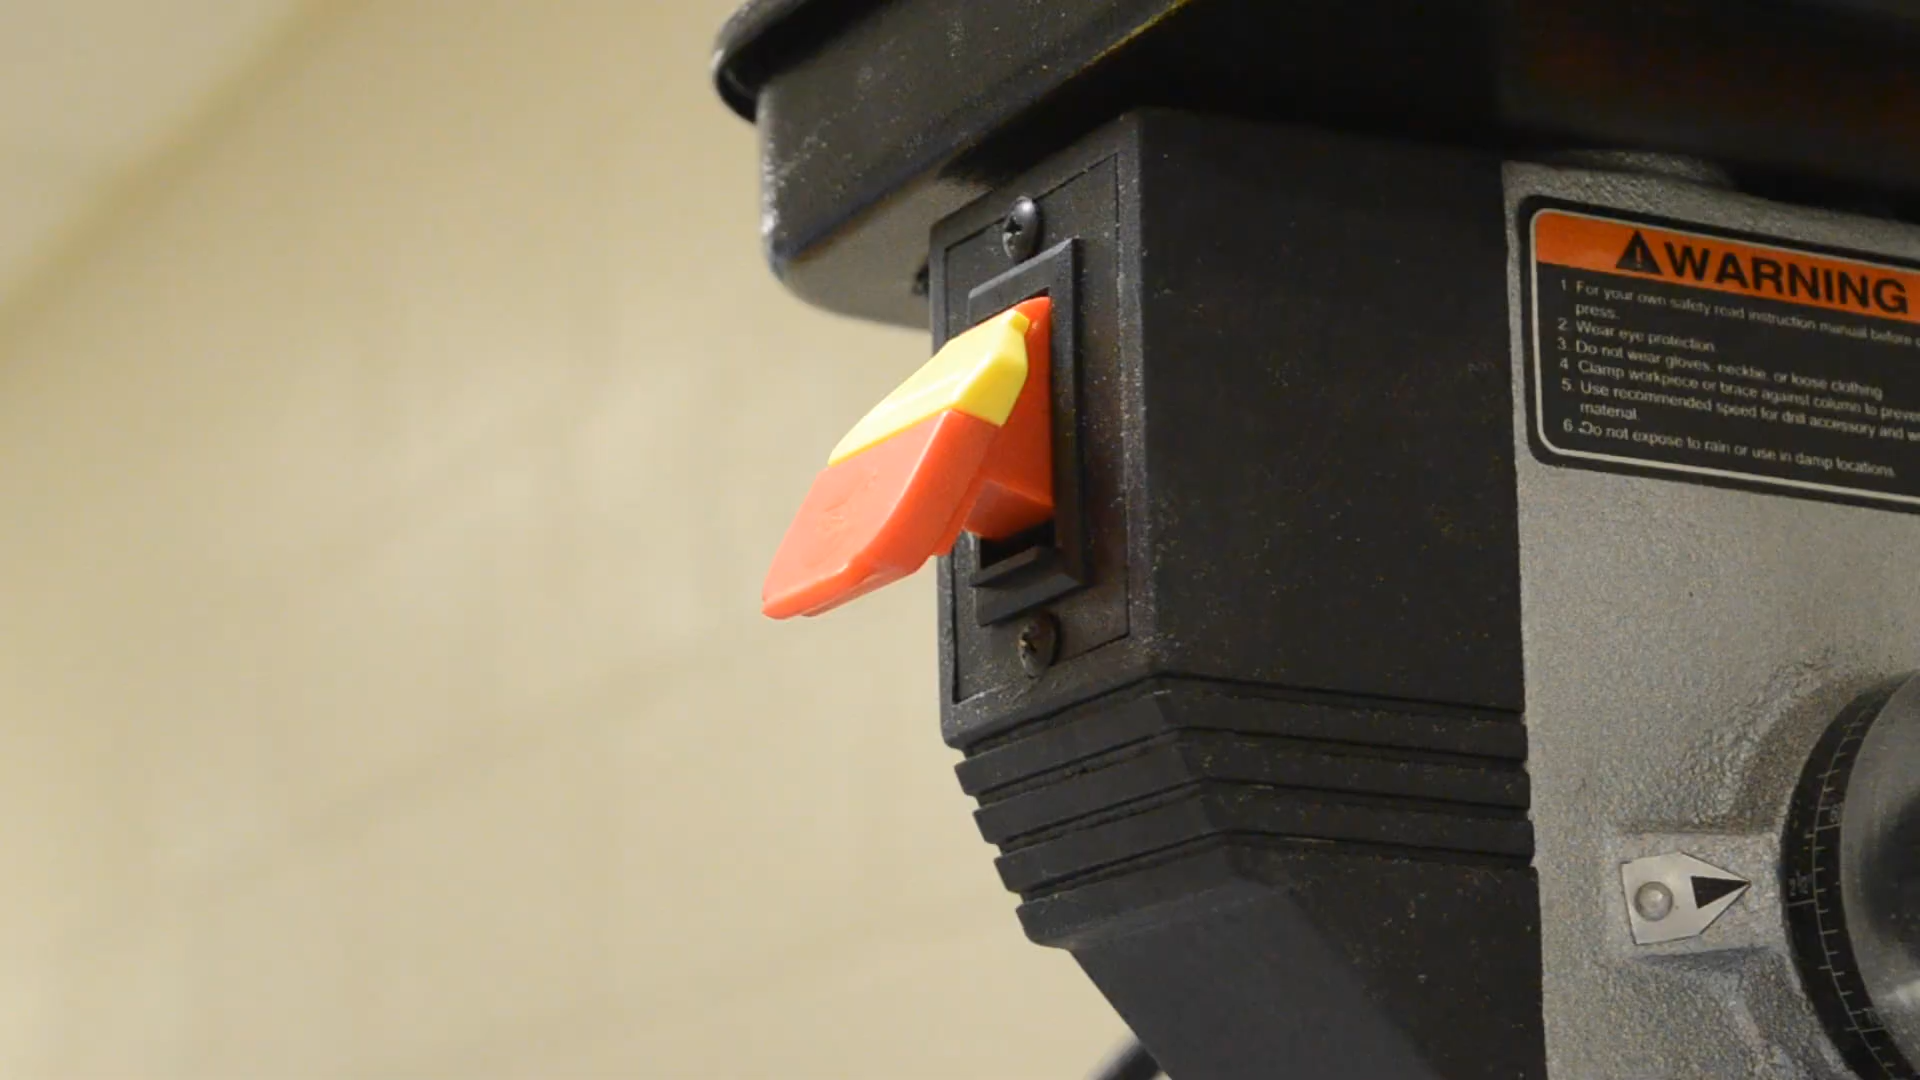 WARNING
1. For your own safety read instruction manual before
press.
2. Wear eye protection.
3. Do not wear gloves, necktie, or loose clothing
4. Clamp workpiece or brace against column to
5. Use recommended speed for drill accessory and
material.
6. Do not expose to rain or use in damp locations.